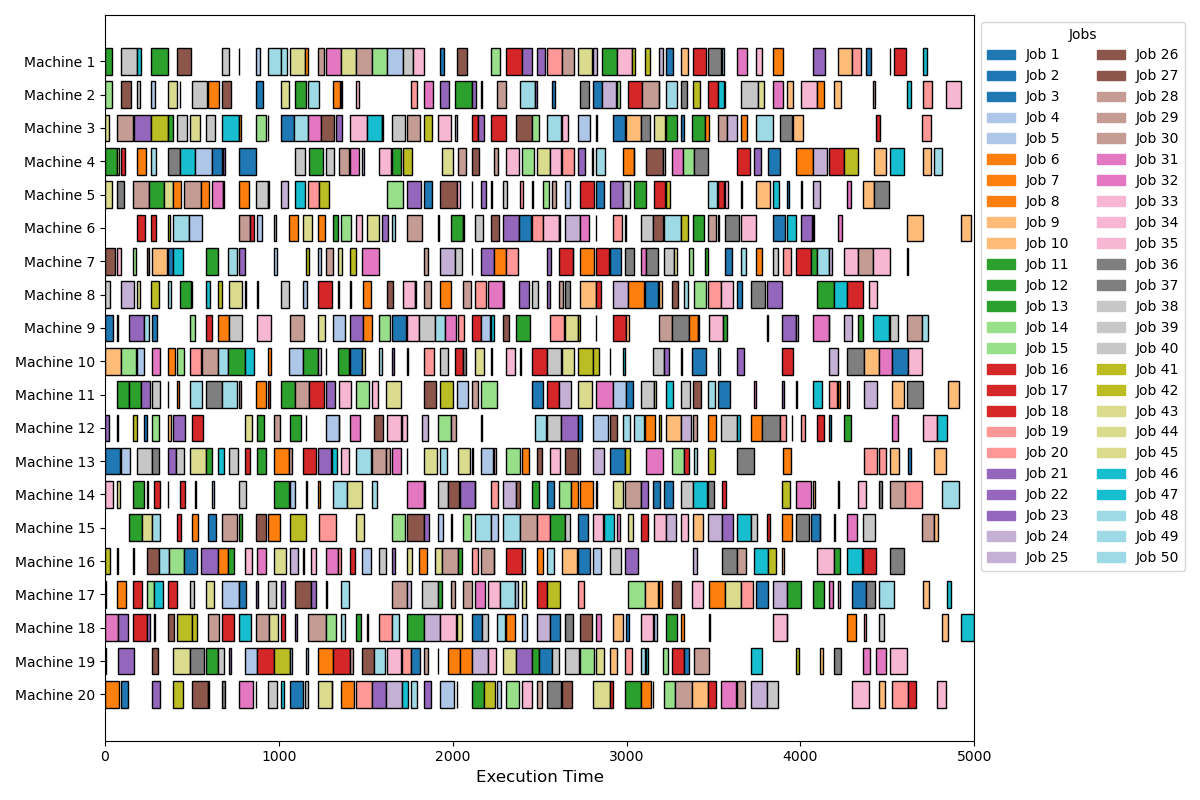 Machine 1
Machine 2
Machine 3
Machine 4
Machine 5
Machine 6
Machine 7
Machine 8
Machine 9
Machine 10
Machine 11
Machine 12
Machine 13
Machine 14
Machine 15
Machine 16
Machine 17
Machine 18
Machine 19
Machine 20
0 1000 2000 3000 4000 5000
Execution Time
Jobs
Job 1 Job 26
Job 2 Job 27
Job 3 Job 28
Job 4 Job 29
Job 5 Job 30
Job 6 Job 31
Job 7 Job 32
Job 8 Job 33
Job 9 Job 34
Job 10 Job 35
Job 11 Job 36
Job 12 Job 37
Job 13 Job 38
Job 14 Job 39
Job 15 Job 40
Job 16 Job 41
Job 17 Job 42
Job 18 Job 43
Job 19 Job 44
Job 20 Job 45
Job 21 Job 46
Job 22 Job 47
Job 23 Job 48
Job 24 Job 49
Job 25 Job 50